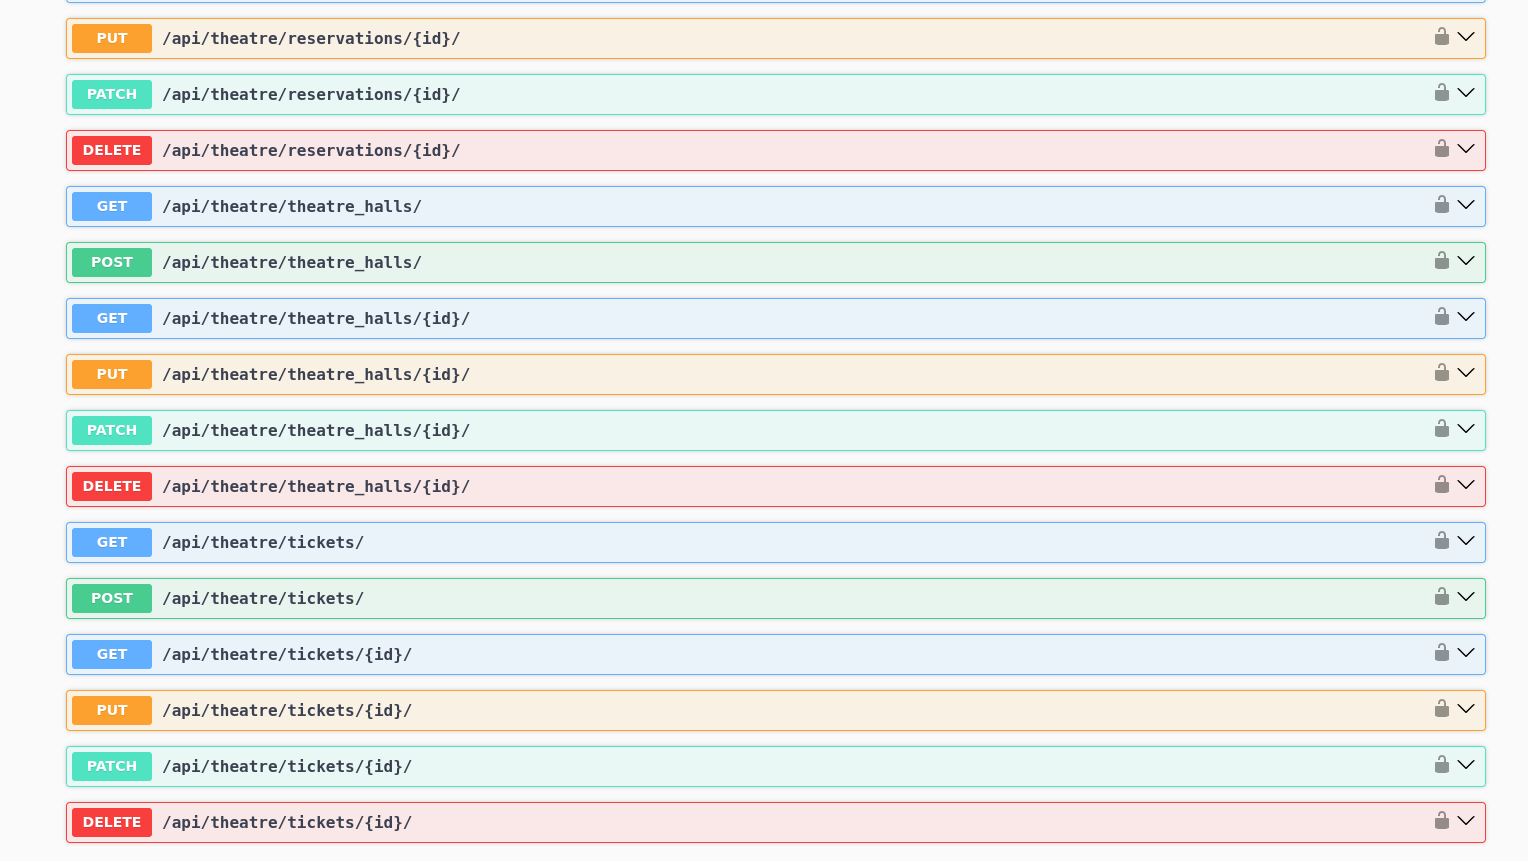 PUT /api/theatre/reservations/{id}/
PATCH /api/theatre/reservations/{id}/
DELETE /api/theatre/reservations/{id}/
GET /api/theatre/theatre_halls/
POST /api/theatre/theatre_halls/
GET /api/theatre/theatre_halls/{id}/
PUT /api/theatre/theatre_halls/{id}/
PATCH /api/theatre/theatre_halls/{id}/
DELETE /api/theatre/theatre_halls/{id}/
GET /api/theatre/tickets/
POST /api/theatre/tickets/
GET /api/theatre/tickets/{id}/
PUT /api/theatre/tickets/{id}/
PATCH /api/theatre/tickets/{id}/
DELETE /api/theatre/tickets/{id}/